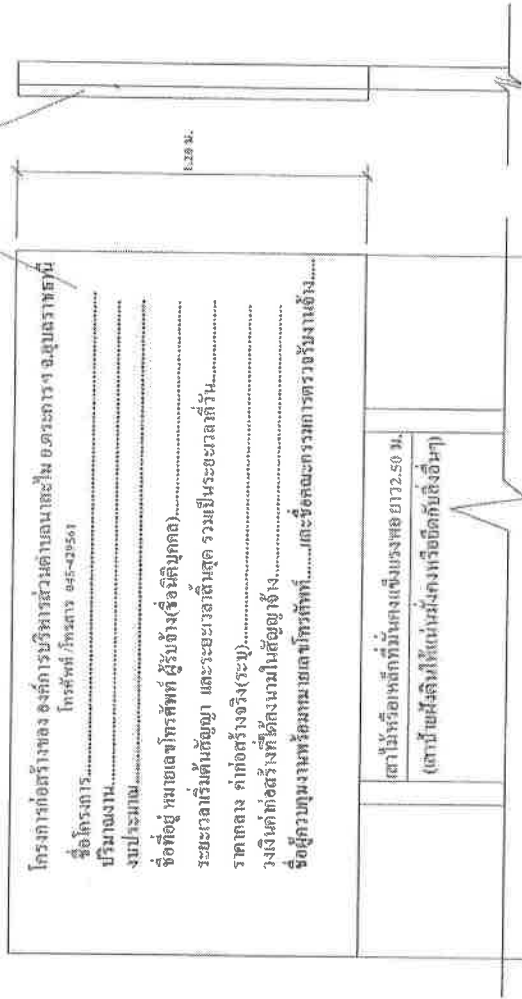 โครงการก่อสร้างของ องค์การบริหารส่วนตำบลนาสะไม อ.ตระการฯ จ.อุบลราชธานี
โทรศัพท์/โทรสาร 045-429561
ชื่อโครงการ........................................
ปริมาณงาน........................................
งบประมาณ........................................
ชื่อที่อยู่ หมายเลขโทรศัพท์ ผู้รับจ้าง(ชื่อนิติบุคคล)........................................
ระยะเวลาเริ่มต้นสัญญา และระยะเวลาสิ้นสุด รวมเป็นระยะเวลากี่วัน....................
ราคากลาง ค่าก่อสร้างจริง(ระบุ)........................................
วงเงินค่าก่อสร้างที่ได้ลงนามในสัญญาจ้าง........................................
ชื่อผู้ควบคุมงานพร้อมหมายเลขโทรศัพท์..........และชื่อคณะกรรมการตรวจรับงานจ้าง.....
1.20 ม.
เสาไม้หรือเหล็กที่มั่นคงแข็งแรงพอ ยาว2.50 ม.
(เสาป้ายฝังดินให้แน่นมั่นคงหรือยึดกับสิ่งอื่นๆ)